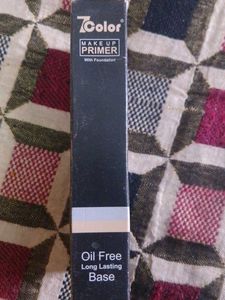 7Color
MAKE UP
PRIMER
With Foundation
Oil Free
Long Lasting
Base